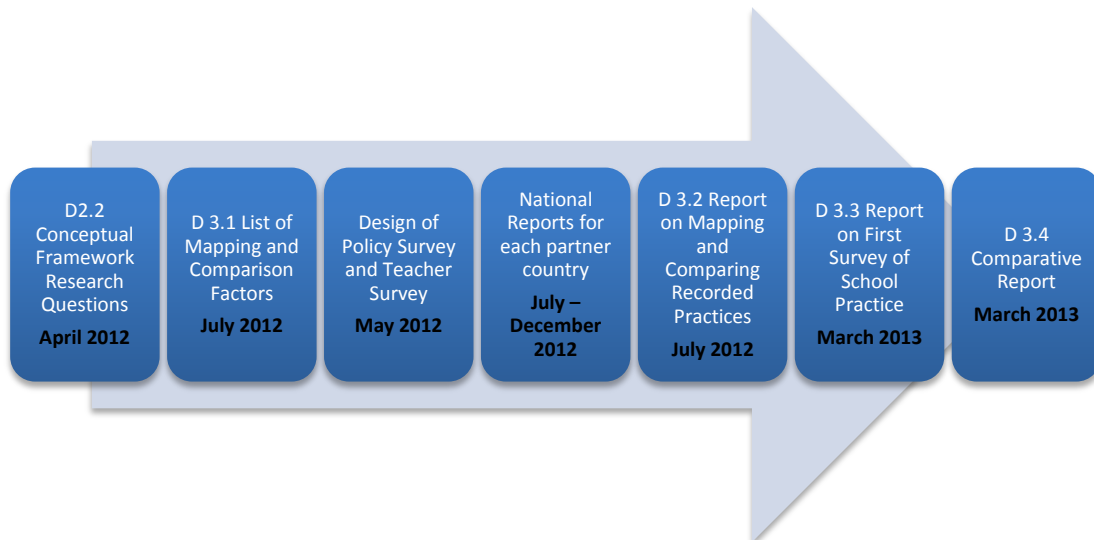 D2.2
Conceptual
Framework
Research
Questions
April 2012
D 3.1 List of
Mapping and
Comparison
Factors
July 2012
Design of
Policy Survey
and Teacher
Survey
May 2012
National
Reports for
each partner
country
July –
December
2012
D 3.2 Report
on Mapping
and
Comparing
Recorded
Practices
July 2012
D 3.3 Report
on First
Survey of
School
Practice
March 2013
D 3.4
Comparative
Report
March 2013